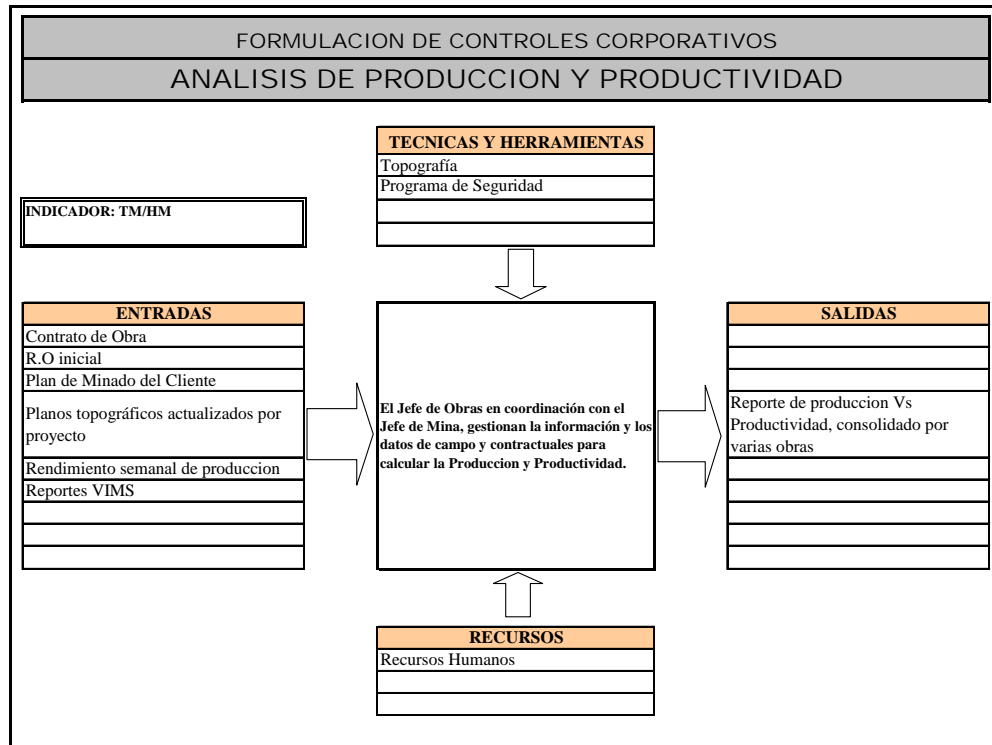 FORMULACION DE CONTROLES CORPORATIVOS
ANALISIS DE PRODUCCION Y PRODUCTIVIDAD
TECNICAS Y HERRAMIENTAS
Topografía
Programa de Seguridad
INDICADOR: TM/HM
ENTRADAS
Contrato de Obra
R.O inicial
Plan de Minado del Cliente
Planos topográficos actualizados por
proyecto
Rendimiento semanal de produccion
Reportes VIMS
El Jefe de Obras en coordinación con el
Jefe de Mina, gestionan la información y los
datos de campo y contractuales para
calcular la Produccion y Productividad.
SALIDAS
Reporte de produccion Vs
Productividad, consolidado por
varias obras
RECURSOS
Recursos Humanos